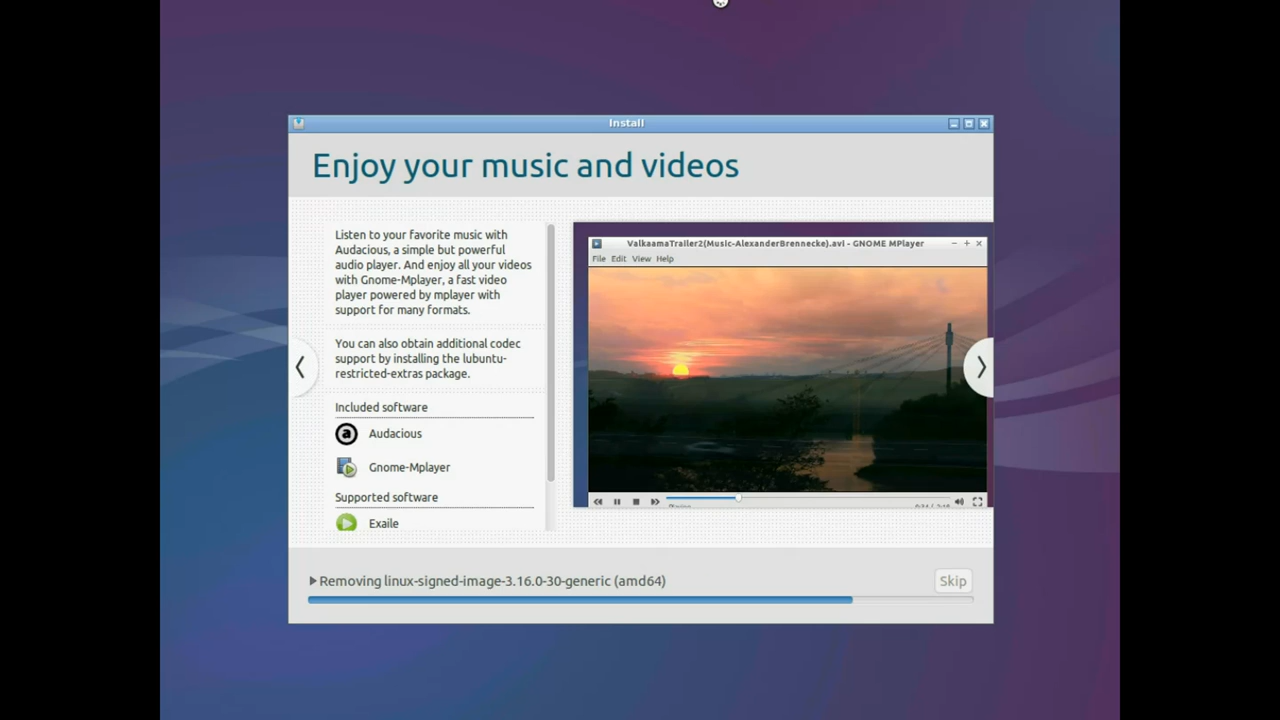 Install
Enjoy your music and videos
Listen to your favorite music with
Audacious, a simple but powerful
audio player. And enjoy all your videos
with Gnome-Mplayer, a fast video
player powered by mplayer with
support for many formats.
You can also obtain additional codec
support by installing the lubuntu-
restricted-extras package.
Included software
Audacious
Gnome-Mplayer
Supported software
Exaile
ValkaamaTrailer2(Music-AlexanderBrennecke).avi - GNOME MPlayer
File Edit View Help
Removing linux-signed-image-3.16.0-30-generic (amd64)
Skip